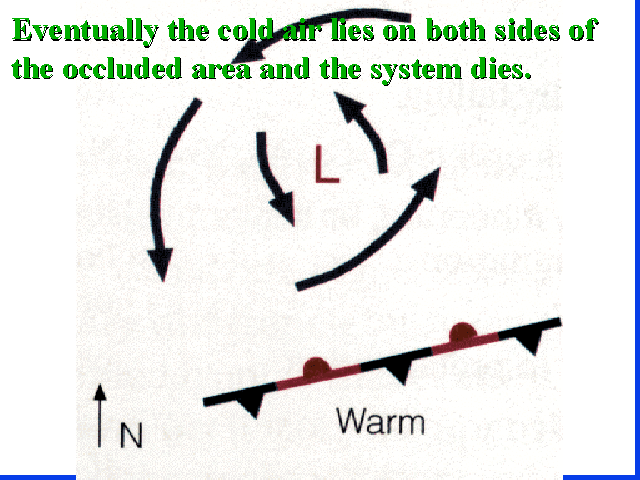 Eventually the cold air lies on both sides of
the occluded area and the system dies.
L
Warm
N